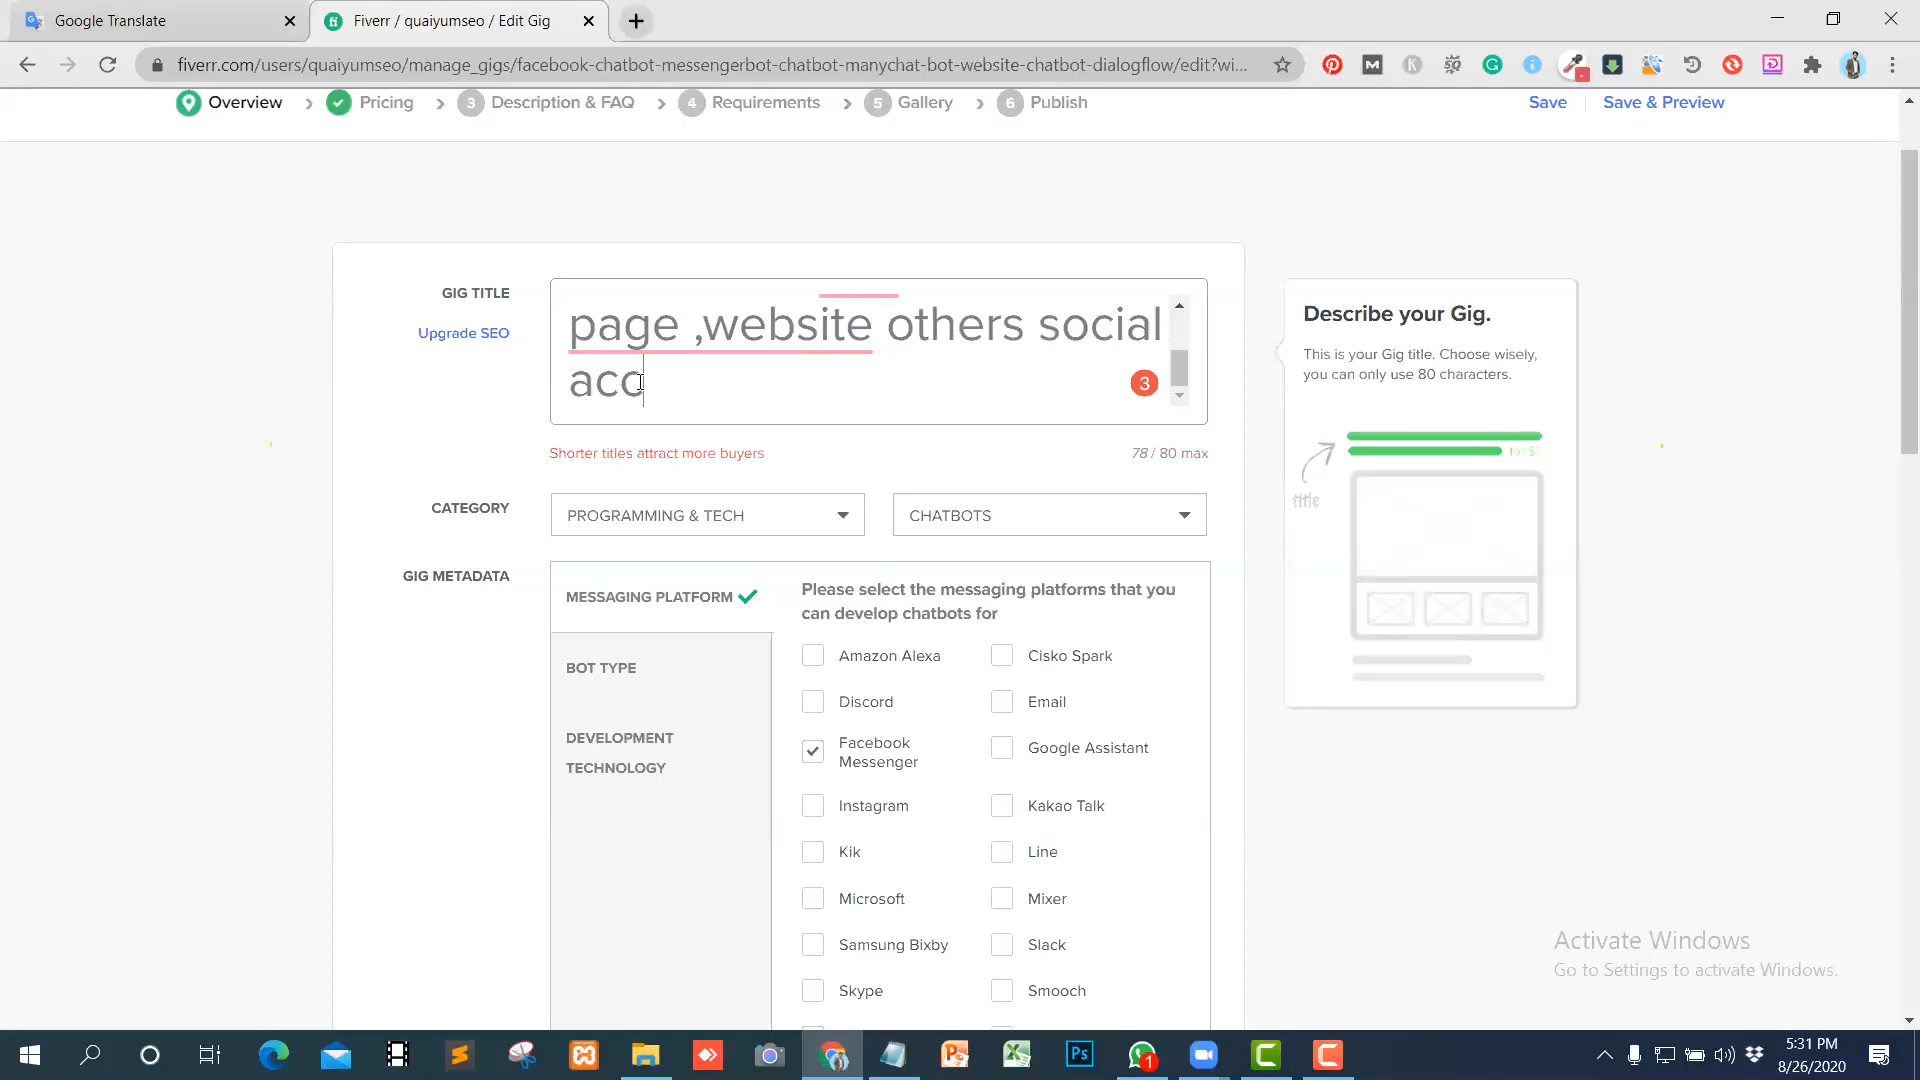 Google Translate
Fiverr / quaiyumseo / Edit Gig
fiverr.com/users/quaiyumseo/manage_gigs/facebook-chatbot-messengerbot-chatbot-manychat-bot-website-chatbot-dialogflow/edit?wi...
Overview
Pricing
3 Description & FAQ
4 Requirements
5 Gallery
6 Publish
Save
Save & Preview
GIG TITLE
Upgrade SEO
page ,website others social
acc
3
Shorter titles attract more buyers
78 / 80 max
Describe your Gig.
This is your Gig title. Choose wisely,
you can only use 80 characters.
title
for $5
CATEGORY
PROGRAMMING & TECH
CHATBOTS
GIG METADATA
MESSAGING PLATFORM
BOT TYPE
DEVELOPMENT
TECHNOLOGY
Please select the messaging platforms that you
can develop chatbots for
Amazon Alexa
Cisko Spark
Discord
Email
Facebook
Messenger
Google Assistant
Instagram
Kakao Talk
Kik
Line
Microsoft
Mixer
Samsung Bixby
Slack
Skype
Smooch
Activate Windows
Go to Settings to activate Windows.
5:31 PM
8/26/2020